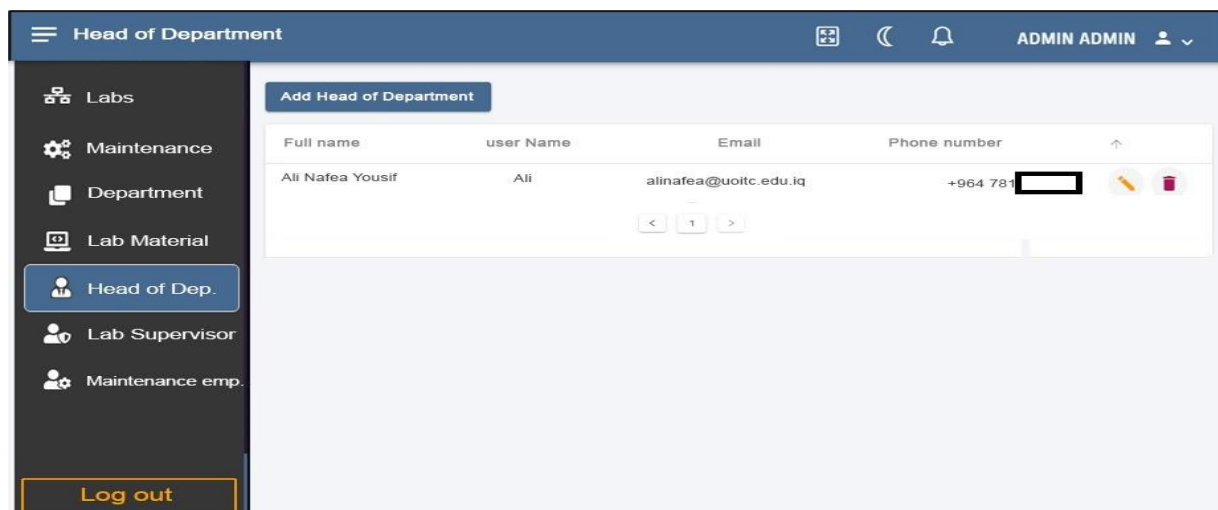 Head of Department
ADMIN ADMIN
Labs
Maintenance
Department
Lab Material
Head of Dep.
Lab Supervisor
Maintenance emp.
Log out
Add Head of Department
Full name user Name Email Phone number
Ali Nafea Yousif Ali alinafea@uoitc.edu.iq +964 781
< 1 >